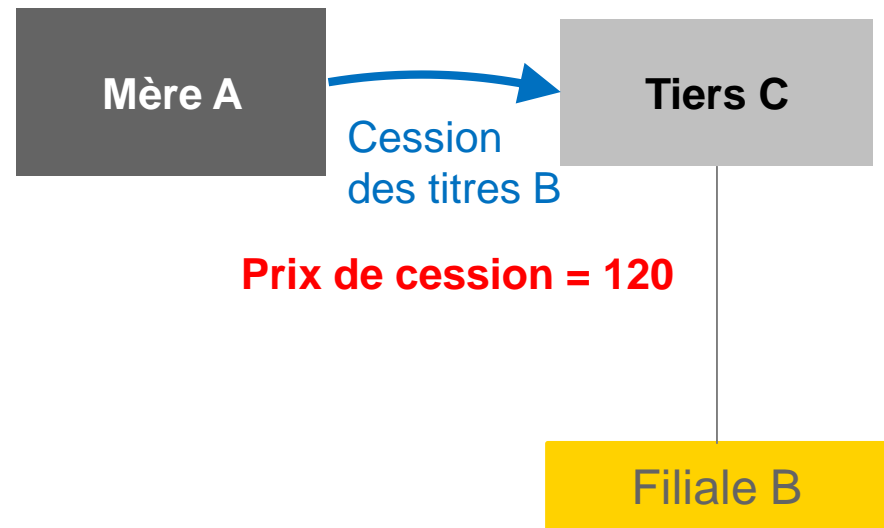 Mère A
Tiers C
Cession
des titres B
Prix de cession = 120
Filiale B